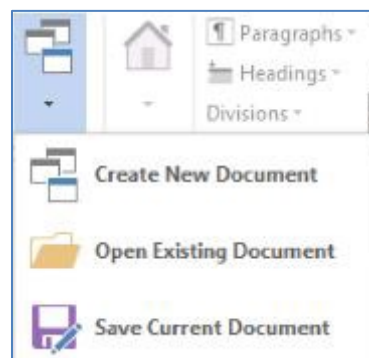 Paragraphs
Headings
Divisions
Create New Document
Open Existing Document
Save Current Document